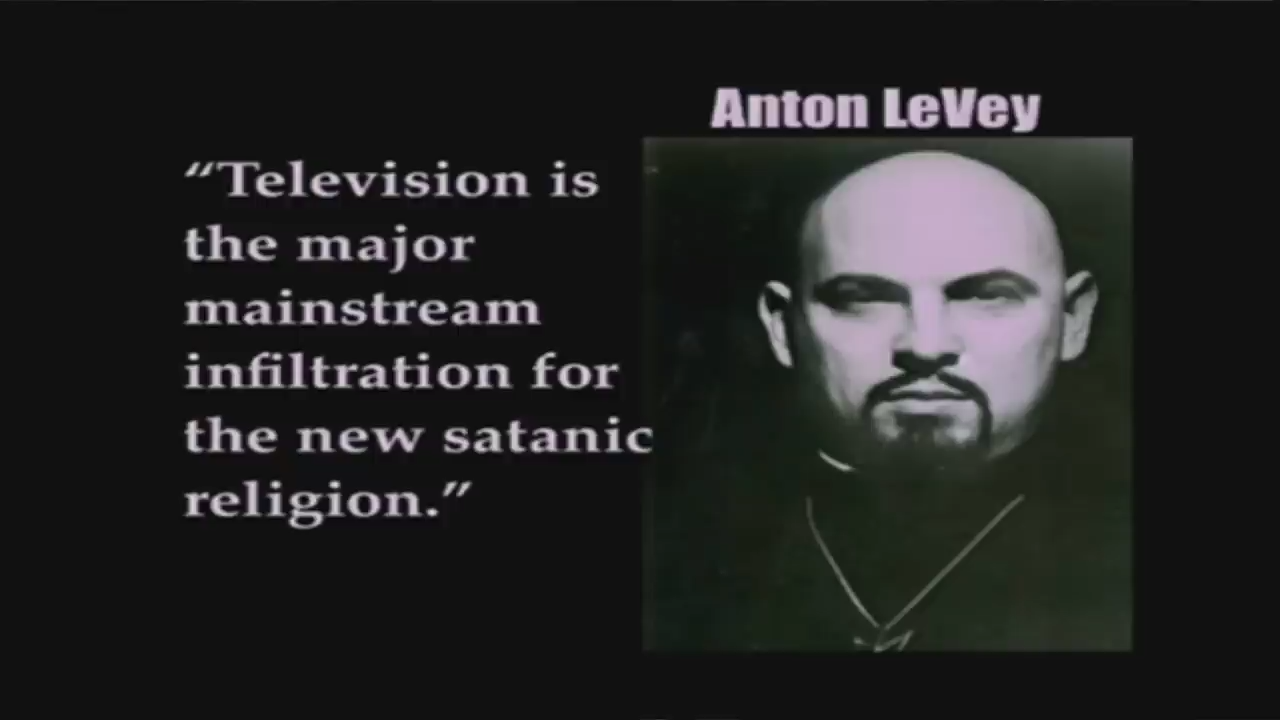 Anton LeVey
“Television is
the major
mainstream
infiltration for
the new satanic
religion.”